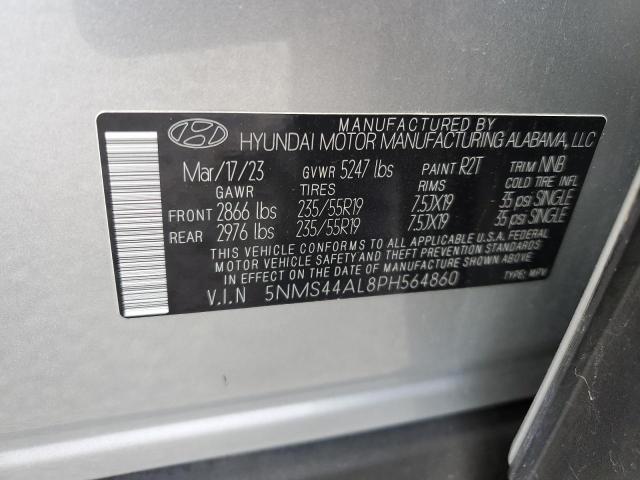 MANUFACTURED BY
HYUNDAI MOTOR MANUFACTURING ALABAMA, LLC
Mar/17/23 GVWR 5247 lbs PAINT R2T TRIM NNB
GAWR TIRES RIMS COLD TIRE INFL
FRONT 2866 lbs 235/55R19 7.5JX19 35 psi SINGLE
REAR 2976 lbs 235/55R19 7.5JX19 35 psi SINGLE
THIS VEHICLE CONFORMS TO ALL APPLICABLE U.S.A FEDERAL
MOTOR VEHICLE SAFETY AND THEFT PREVENTION STANDARDS
IN EFFECT ON THE DATE OF MANUFACTURE SHOWN ABOVE.
V.I.N 5NMS44AL8PH564860 TYPE: MPV